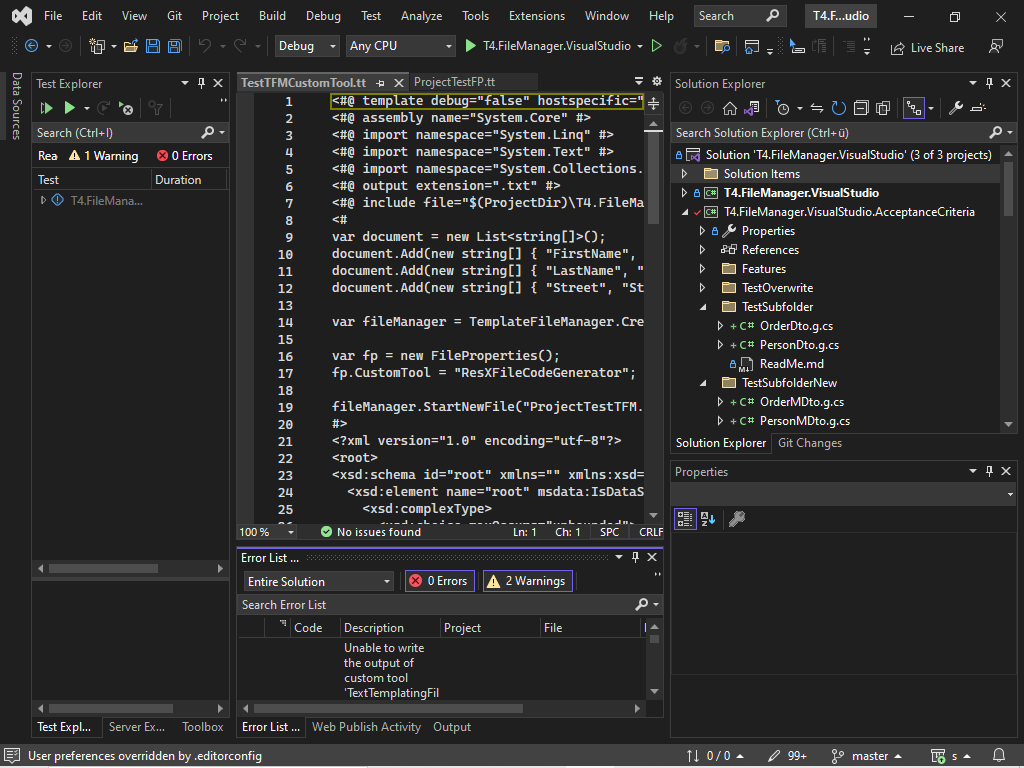 File Edit View Git Project Build Debug Test Analyze Tools Extensions Window Help Search T4.F...udio
Debug Any CPU T4.FileManager.VisualStudio Live Share
Data Sources
Test Explorer
Search (Ctrl+I)
Rea 1 Warning 0 Errors
Test Duration
T4.FileMana...
TestTFMCustomTool.tt ProjectTestFP.tt
1 <#@ template debug="false" hostspecific="
2 <#@ assembly name="System.Core" #>
3 <#@ import namespace="System.Linq" #>
4 <#@ import namespace="System.Text" #>
5 <#@ import namespace="System.Collections.
6 <#@ output extension=".txt" #>
7 <#@ include file="$(ProjectDir)\T4.FileMa
8 <#
9 var document = new List<string[]>();
10 document.Add(new string[] { "FirstName",
11 document.Add(new string[] { "LastName", "
12 document.Add(new string[] { "Street", "St
13
14 var fileManager = TemplateFileManager.Cre
15
16 var fp = new FileProperties();
17 fp.CustomTool = "ResXFileCodeGenerator";
18
19 fileManager.StartNewFile("ProjectTestTFM.
20 #>
21 <?xml version="1.0" encoding="utf-8"?>
22 <root>
23 <xsd:schema id="root" xmlns="" xmlns:xsd=
24 <xsd:element name="root" msdata:IsDataS
25 <xsd:complexType>
100 % No issues found Ln: 1 Ch: 1 SPC CRLF
Error List ...
Entire Solution 0 Errors 2 Warnings
Search Error List
Code Description Project File
Unable to write
the output of
custom tool
'TextTemplatingFil
Solution Explorer
Search Solution Explorer (Ctrl+ü)
Solution 'T4.FileManager.VisualStudio' (3 of 3 projects)
Solution Items
C# T4.FileManager.VisualStudio
C# T4.FileManager.VisualStudio.AcceptanceCriteria
Properties
References
Features
TestOverwrite
TestSubfolder
+ C# OrderDto.g.cs
+ C# PersonDto.g.cs
ReadMe.md
TestSubfolderNew
+ C# OrderMDto.g.cs
+ C# PersonMDto.g.cs
Solution Explorer Git Changes
Properties
Test Expl... Server Ex... Toolbox Error List ... Web Publish Activity Output
User preferences overridden by .editorconfig 0 / 0 99+ master s